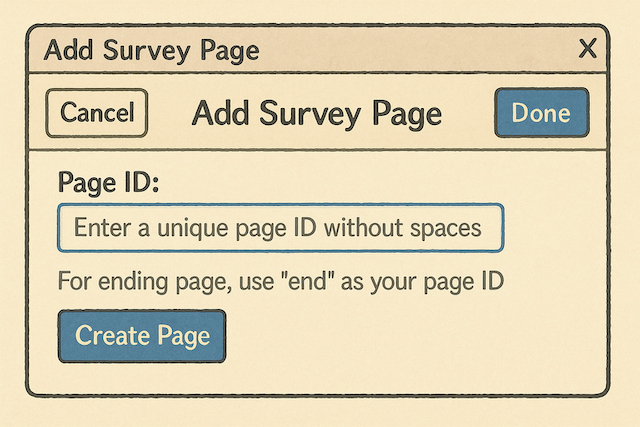 Add Survey Page X
Cancel Add Survey Page Done
Page ID:
Enter a unique page ID without spaces
For ending page, use "end" as your page ID
Create Page